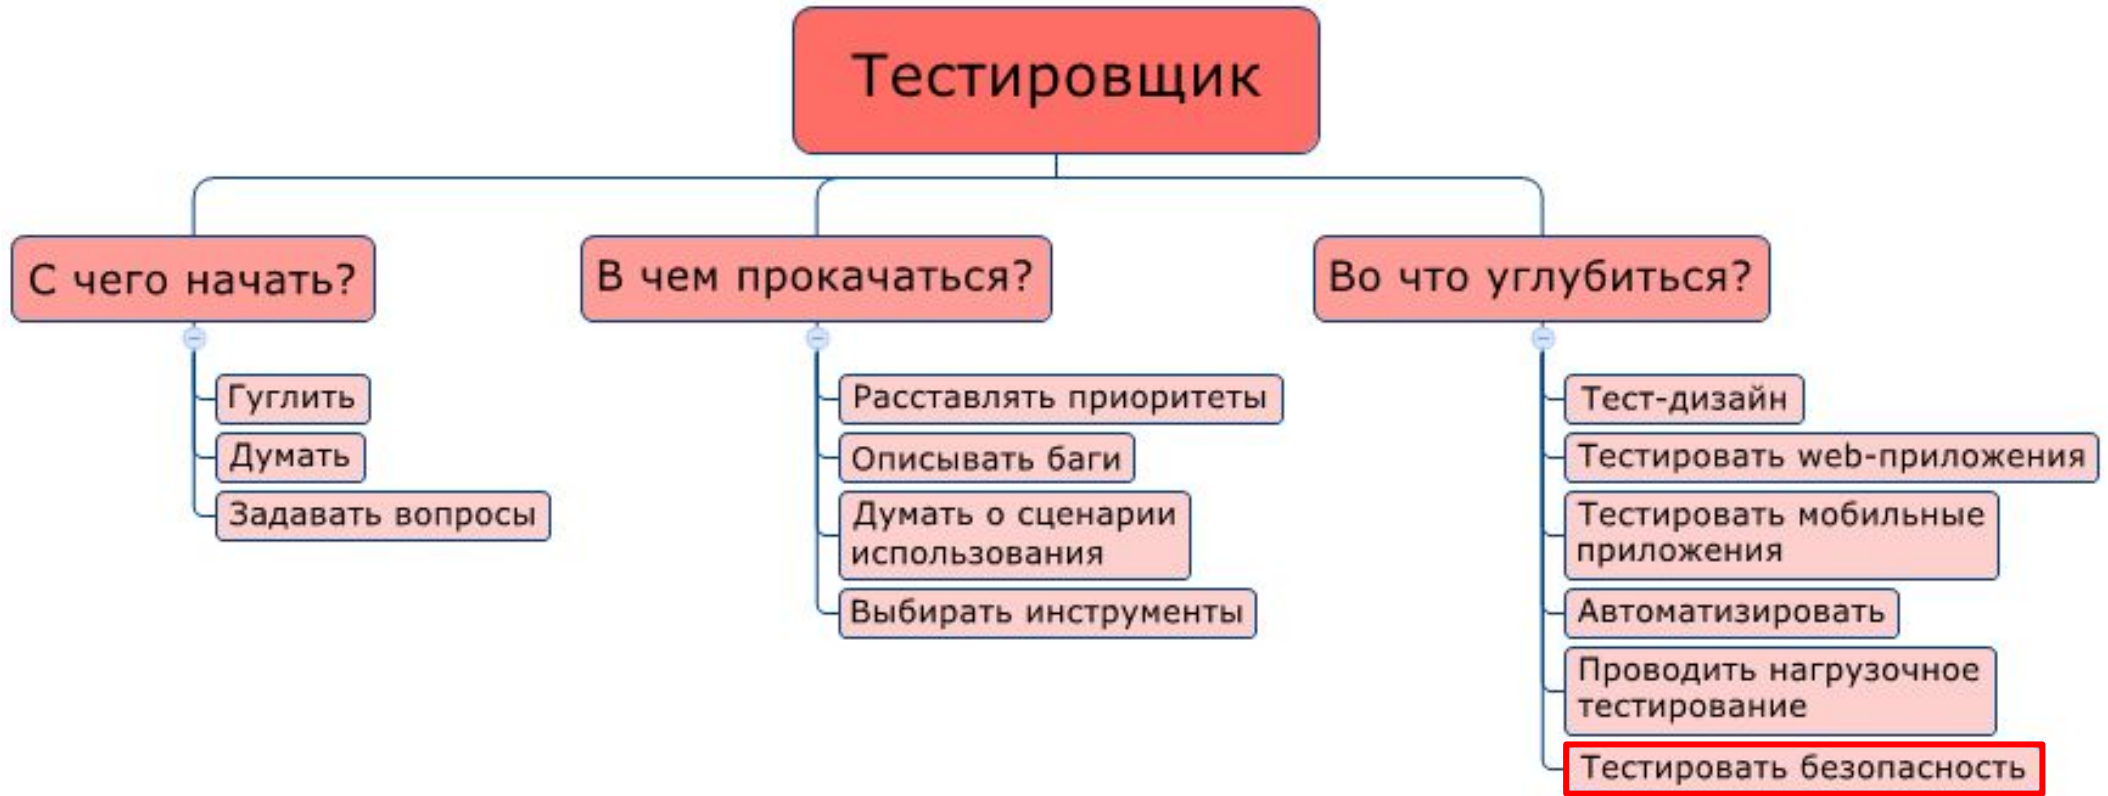 Тестировщик
С чего начать?
Гуглить
Думать
Задавать вопросы
В чем прокачаться?
Расставлять приоритеты
Описывать баги
Думать о сценарии
использования
Выбирать инструменты
Во что углубиться?
Тест-дизайн
Тестировать web-приложения
Тестировать мобильные
приложения
Автоматизировать
Проводить нагрузочное
тестирование
Тестировать безопасность